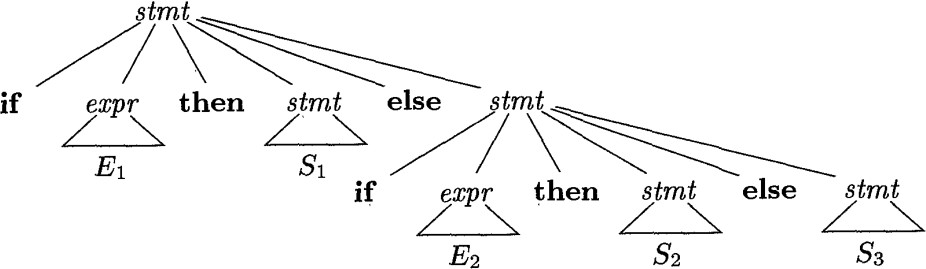 stmt
if expr then stmt else stmt
E₁ S₁
if expr then stmt else stmt
E₂ S₂ S₃